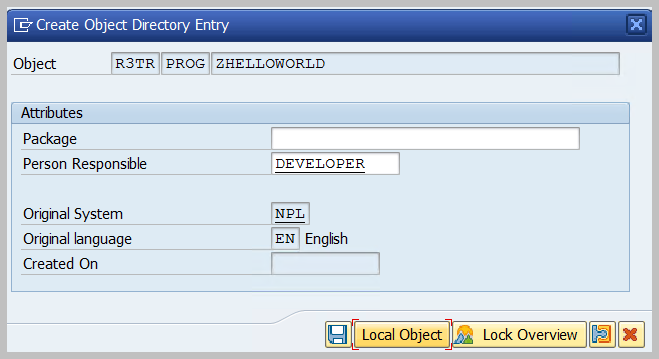 Create Object Directory Entry
Object R3TR PROG ZHELLOWORLD
Attributes
Package
Person Responsible DEVELOPER
Original System NPL
Original language EN English
Created On
Local Object Lock Overview